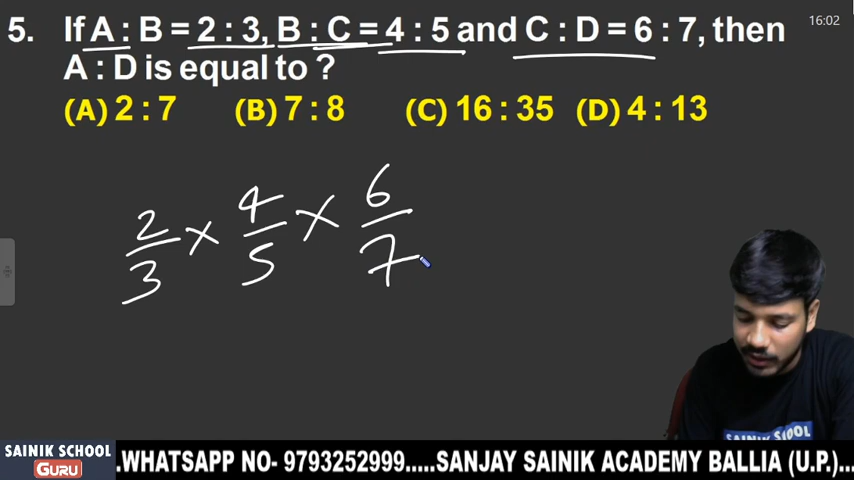 5. If A : B = 2 : 3, B : C = 4 : 5 and C : D = 6 : 7, then
A : D is equal to ?
(A) 2 : 7 (B) 7 : 8 (C) 16 : 35 (D) 4 : 13
16:02
2/3 × 4/5 × 6/7
SAINIK SCHOOL
SAINIK SCHOOL
GURU
.WHATSAPP NO- 9793252999.....SANJAY SAINIK ACADEMY BALLIA (U.P.)...